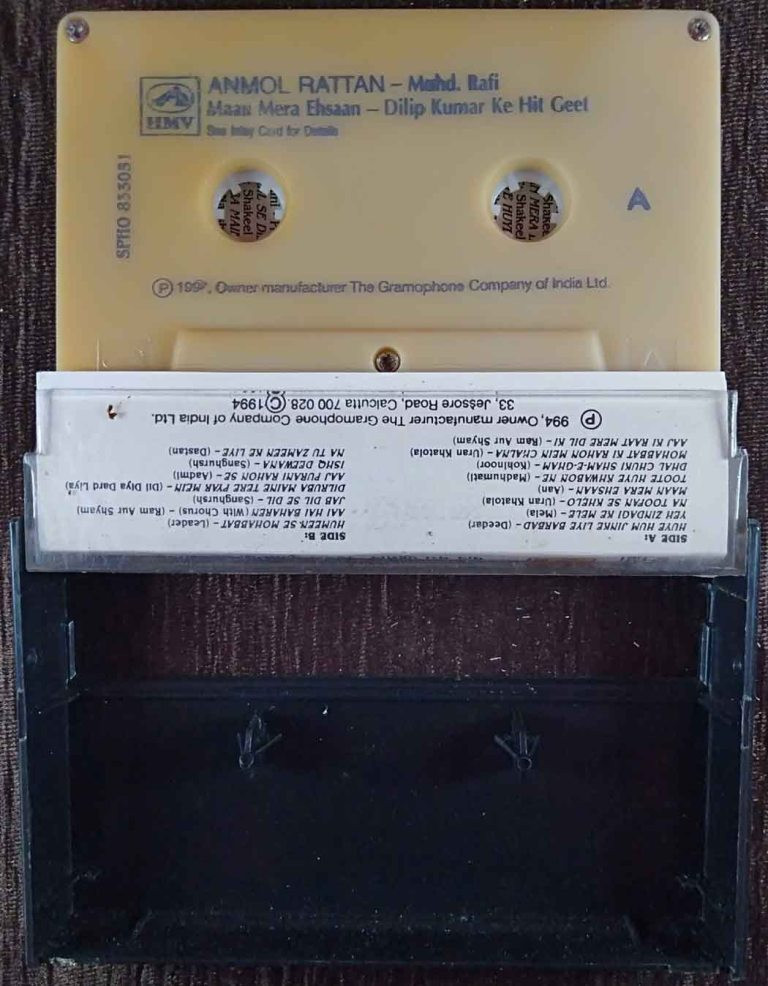 HMV
ANMOL RATTAN – Mohd. Rafi
Maan Mera Ehsaan – Dilip Kumar Ke Hit Geet
See Inlay Card for Details
SPHO 833051
A
Ⓟ Owner manufacturer The Gramophone Company of India Ltd.
SIDE A:
HUYE HUM JINKE LIYE BARBAD – (Deedar)
YEH ZINDAGI KE MELE – (Mela)
NA TOOFAN SE KHELO – (Uran Khatola)
MAAN MERA EHSAAN – (Aan)
TOOTE HUYE KHWABON NE – (Madhumati)
DHAL CHUKI SHAM-E-GHAM – (Kohinoor)
MOHABBAT KI RAHON MEIN CHALNA – (Uran Khatola)
AAJ KI RAAT MERE DIL KI – (Ram Aur Shyam)
SIDE B:
HUMEEN SE MOHABBAT – (Leader)
AAI HAI BAHAREN (With Chorus) – (Ram Aur Shyam)
JAB DIL SE DIL – (Sanghursh)
DILRUBA MAINE TERE PYAR MEIN – (Dil Diya Dard Liya)
AAJ PURANI RAHON SE – (Aadmi)
ISHQ DEEWANA – (Sanghursh)
NA TU ZAMEEN KE LIYE – (Dastan)
Ⓟ 994, Owner manufacturer The Gramophone Company of India Ltd.
33, Jessore Road, Calcutta 700 028 © 1994